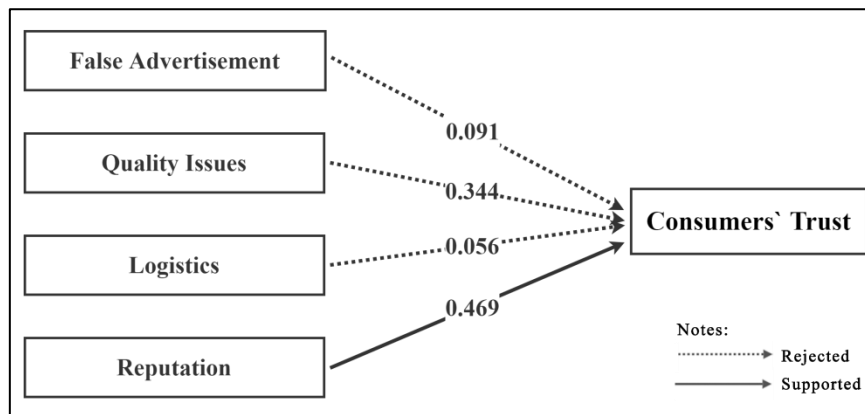 False Advertisement
0.091
Quality Issues
0.344
Consumers` Trust
Logistics
0.056
0.469
Reputation
Notes:
Rejected
Supported